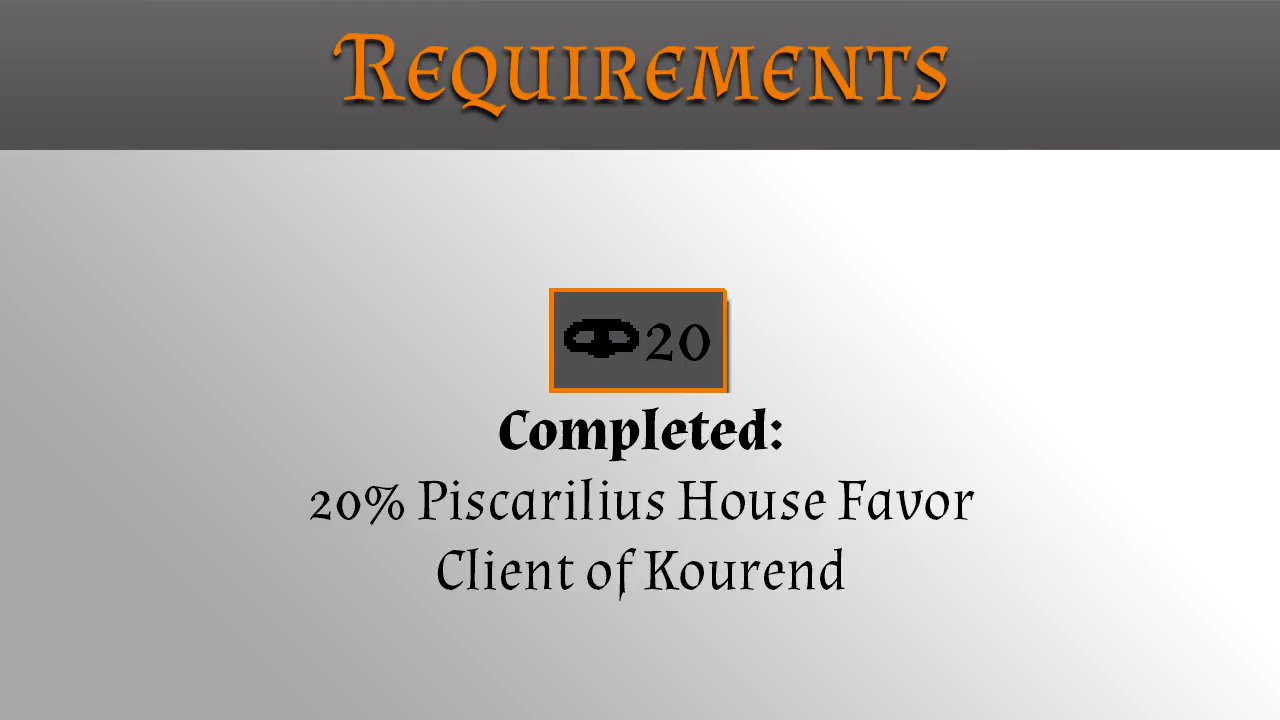 Requirements
20
Completed:
20% Piscarilius House Favor
Client of Kourend